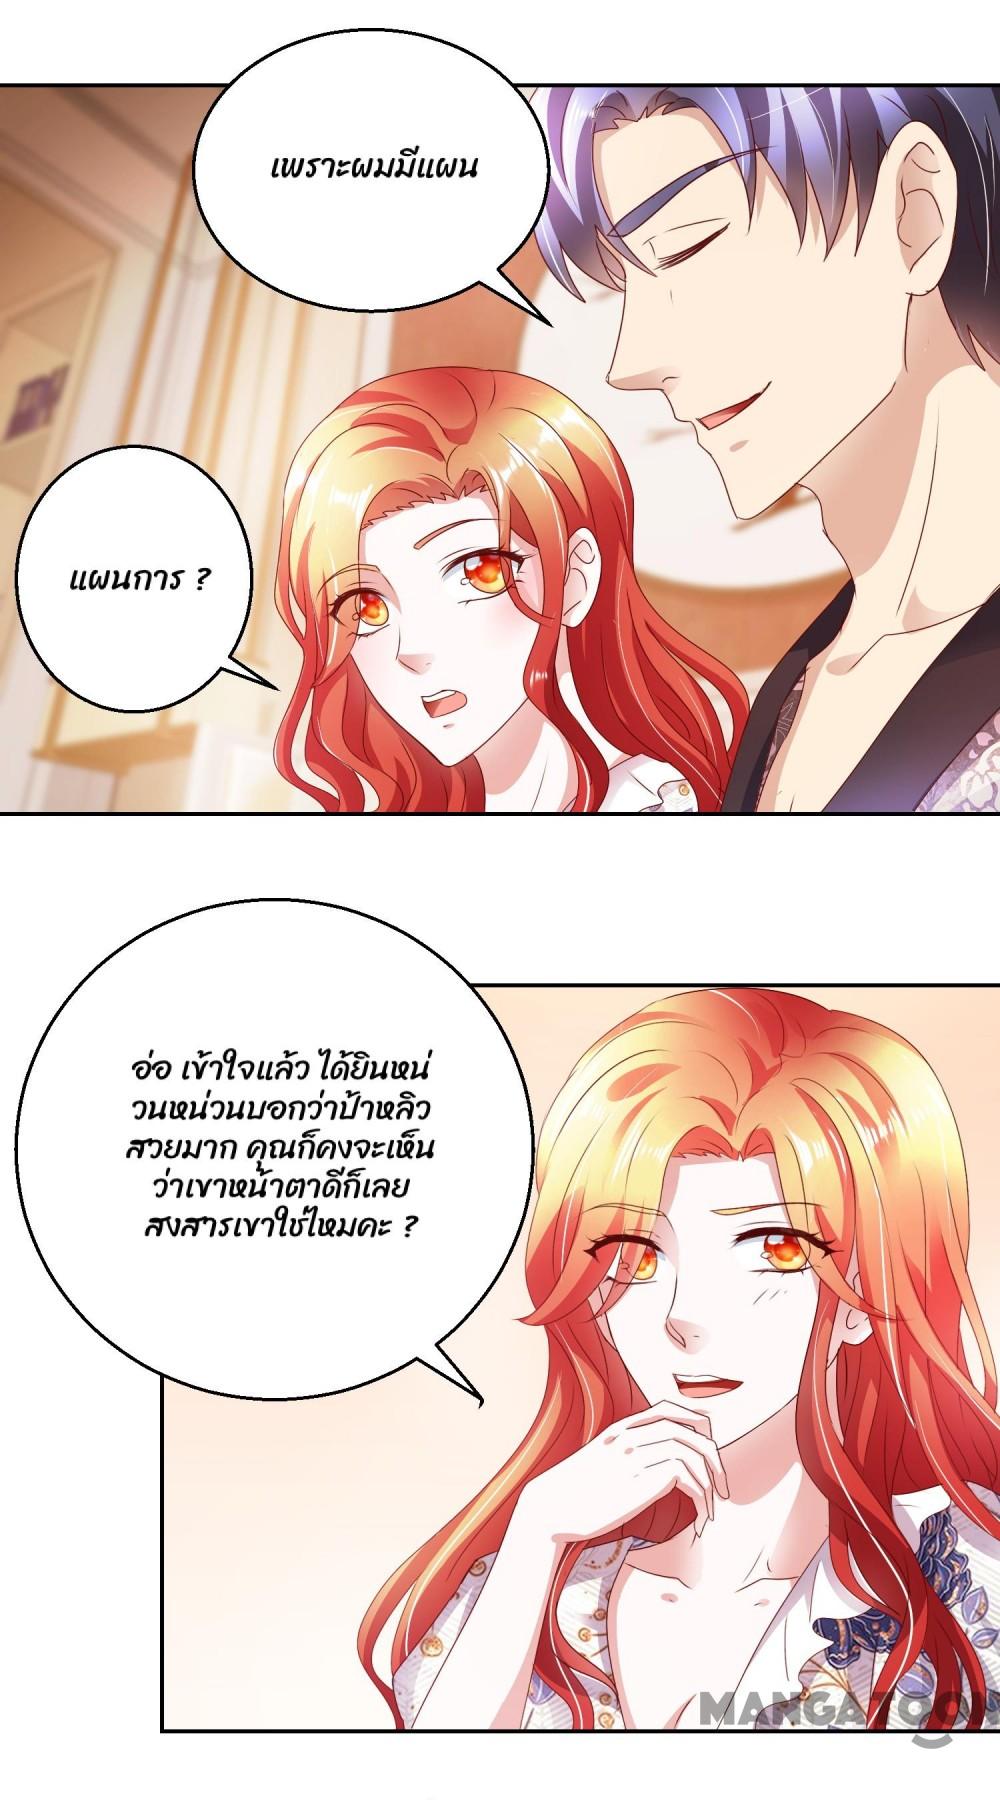 เพราะผมมีแผน
แผนการ ?
อ่อ เข้าใจแล้ว ได้ยินหน่
วนหน่วนบอกว่าป้าหลิว
สวยมาก คุณก็คงจะเห็น
ว่าเขาหน้าตาดีก็เลย
สงสารเขาใช่ไหมคะ ?
MANGATOON